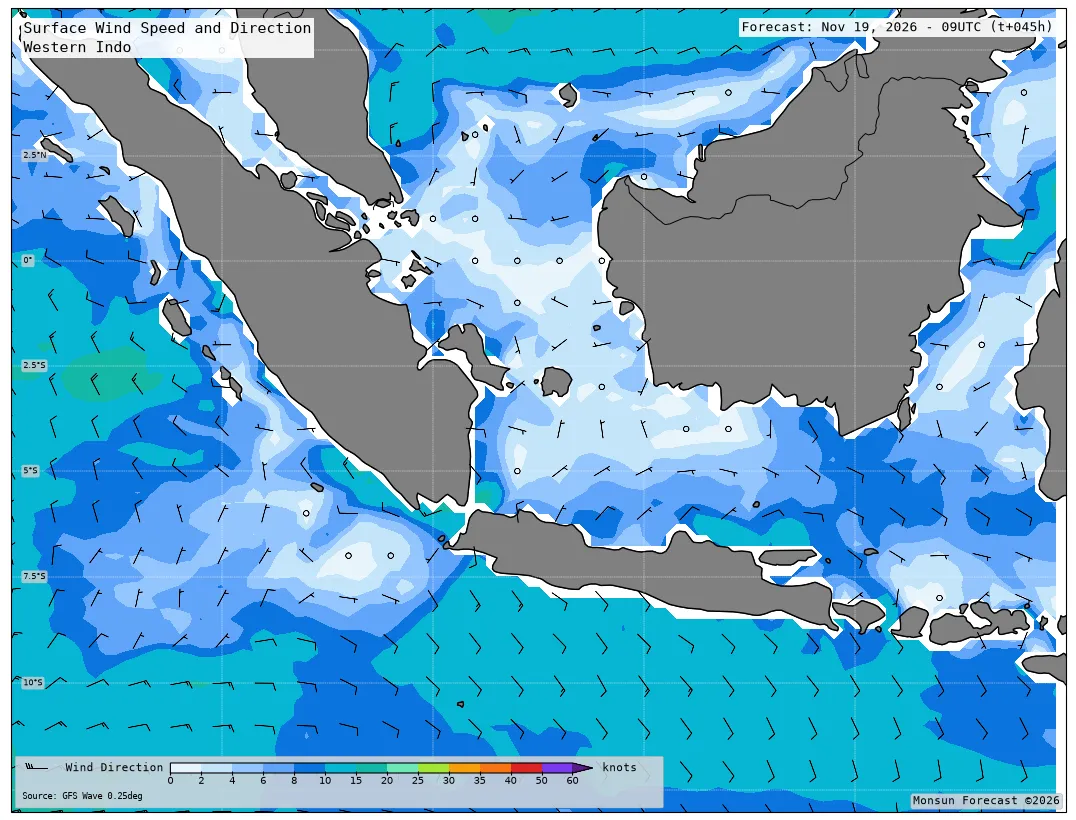 Surface Wind Speed and Direction
Western Indo
Forecast: Nov 19, 2026 - 09UTC (t+045h)
2.5°N
0°
2.5°S
5°S
7.5°S
10°S
Wind Direction
0 2 4 6 8 10 15 20 25 30 35 40 50 60
knots
Source: GFS Wave 0.25deg
Monsun Forecast ©2026